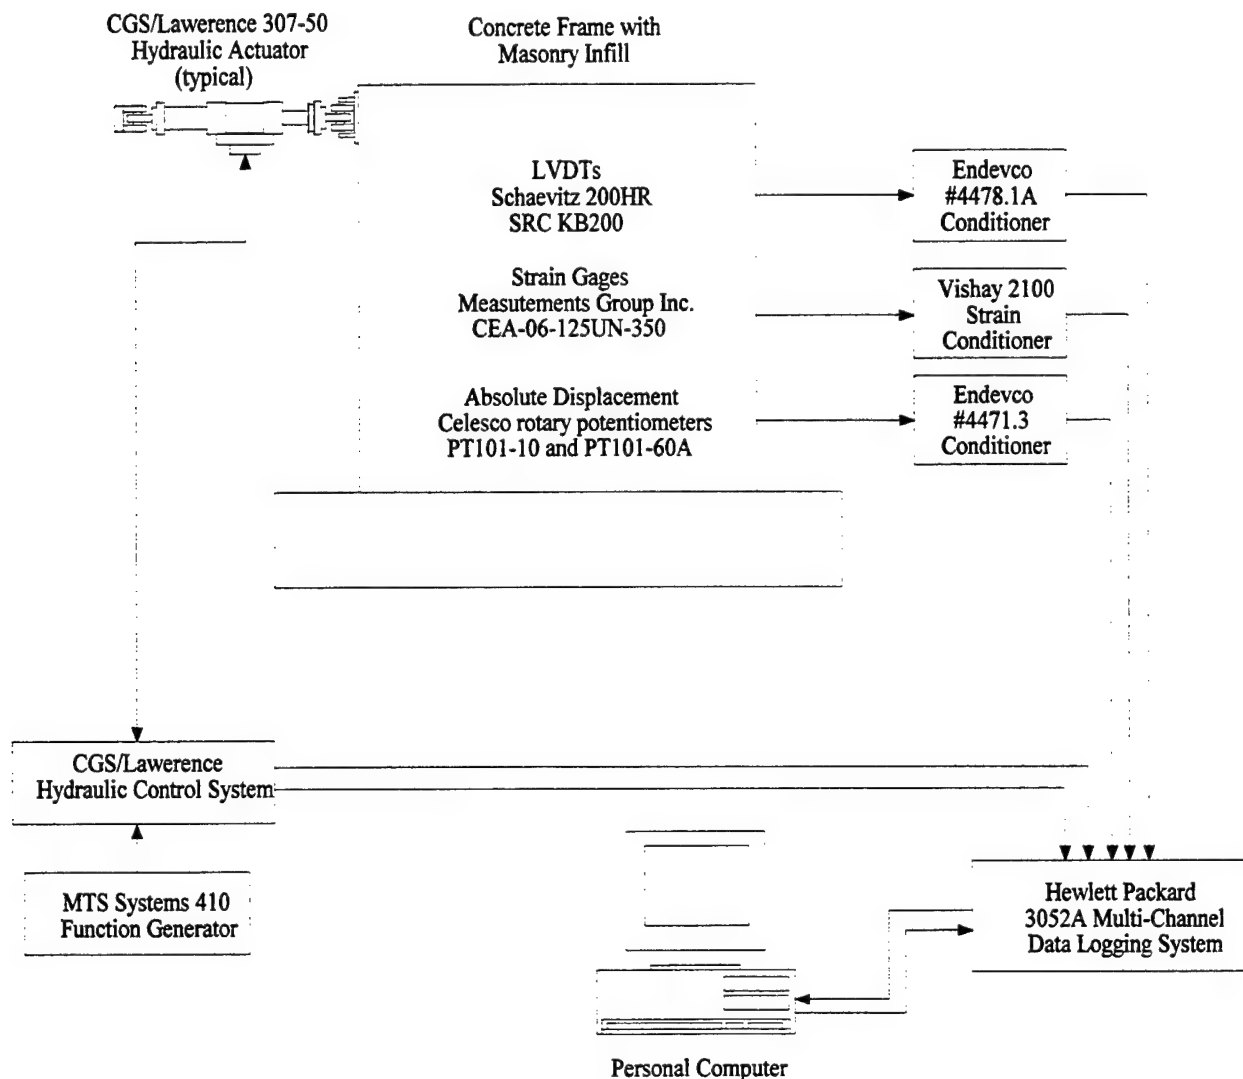 CGS/Lawerence 307-50
Hydraulic Actuator
(typical)
Concrete Frame with
Masonry Infill
LVDTs
Schaevitz 200HR
SRC KB200
Endevco
#4478.1A
Conditioner
Strain Gages
Measutements Group Inc.
CEA-06-125UN-350
Vishay 2100
Strain
Conditioner
Absolute Displacement
Celesco rotary potentiometers
PT101-10 and PT101-60A
Endevco
#4471.3
Conditioner
CGS/Lawerence
Hydraulic Control System
MTS Systems 410
Function Generator
Hewlett Packard
3052A Multi-Channel
Data Logging System
Personal Computer